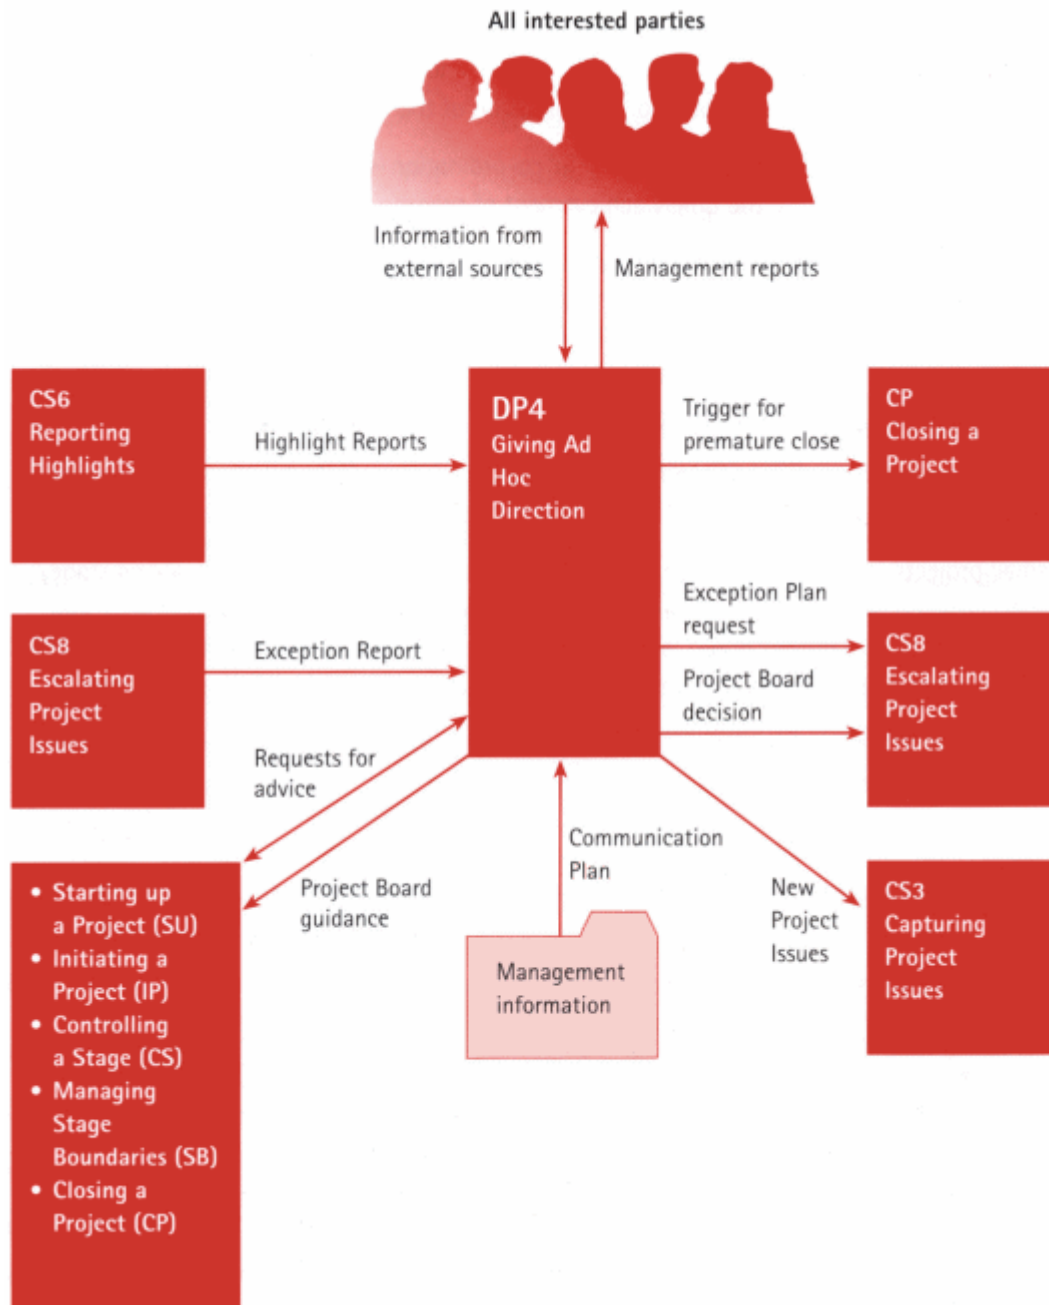 All interested parties
Information from
external sources
Management reports
CS6
Reporting
Highlights
Highlight Reports
DP4
Giving Ad
Hoc
Direction
Trigger for
premature close
CP
Closing a
Project
CS8
Escalating
Project
Issues
Exception Report
Exception Plan
request
Project Board
decision
CS8
Escalating
Project
Issues
Requests for
advice
Project Board
guidance
Communication
Plan
New
Project
Issues
• Starting up
a Project (SU)
• Initiating a
Project (IP)
• Controlling
a Stage (CS)
• Managing
Stage
Boundaries (SB)
• Closing a
Project (CP)
Management
information
CS3
Capturing
Project
Issues